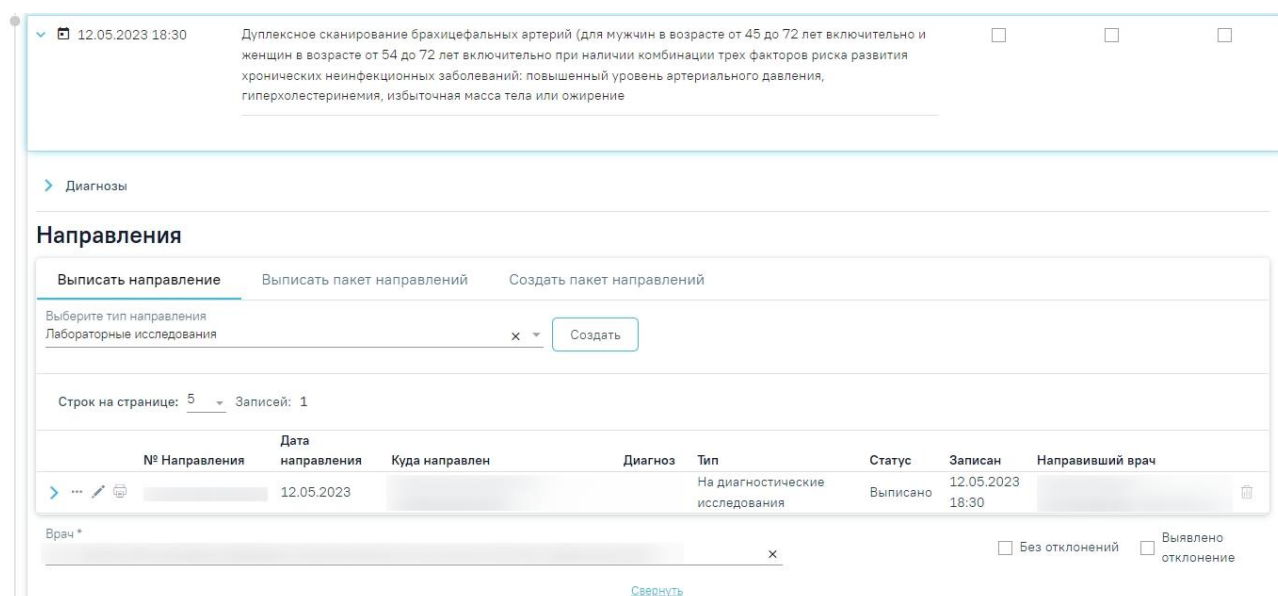 12.05.2023 18:30
Дуплексное сканирование брахицефальных артерий (для мужчин в возрасте от 45 до 72 лет включительно и
женщин в возрасте от 54 до 72 лет включительно при наличии комбинации трех факторов риска развития
хронических неинфекционных заболеваний: повышенный уровень артериального давления,
гиперхолестеринемия, избыточная масса тела или ожирение
Диагнозы
Направления
Выписать направление Выписать пакет направлений Создать пакет направлений
Выберите тип направления
Лабораторные исследования
Создать
Строк на странице: 5 Записей: 1
№ Направления Дата направления Куда направлен Диагноз Тип Статус Записан Направивший врач
12.05.2023 На диагностические исследования Выписано 12.05.2023 18:30
Врач *
Без отклонений Выявлено отклонение
Свернуть